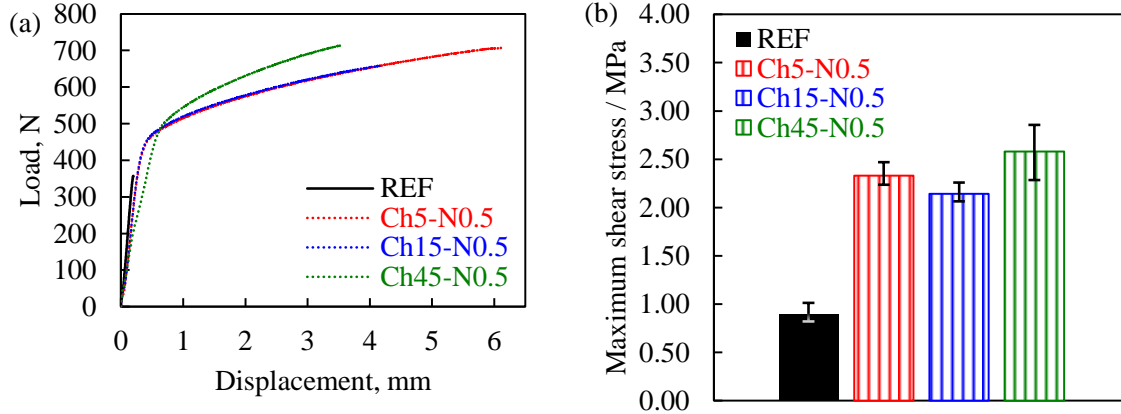 (a)
Load, N
800
700
600
500
400
300
200
100
0
0 1 2 3 4 5 6
Displacement, mm
REF
Ch5-N0.5
Ch15-N0.5
Ch45-N0.5
(b)
Maximum shear stress / MPa
4.00
3.50
3.00
2.50
2.00
1.00
0.50
0.00
REF
Ch5-N0.5
Ch15-N0.5
Ch45-N0.5